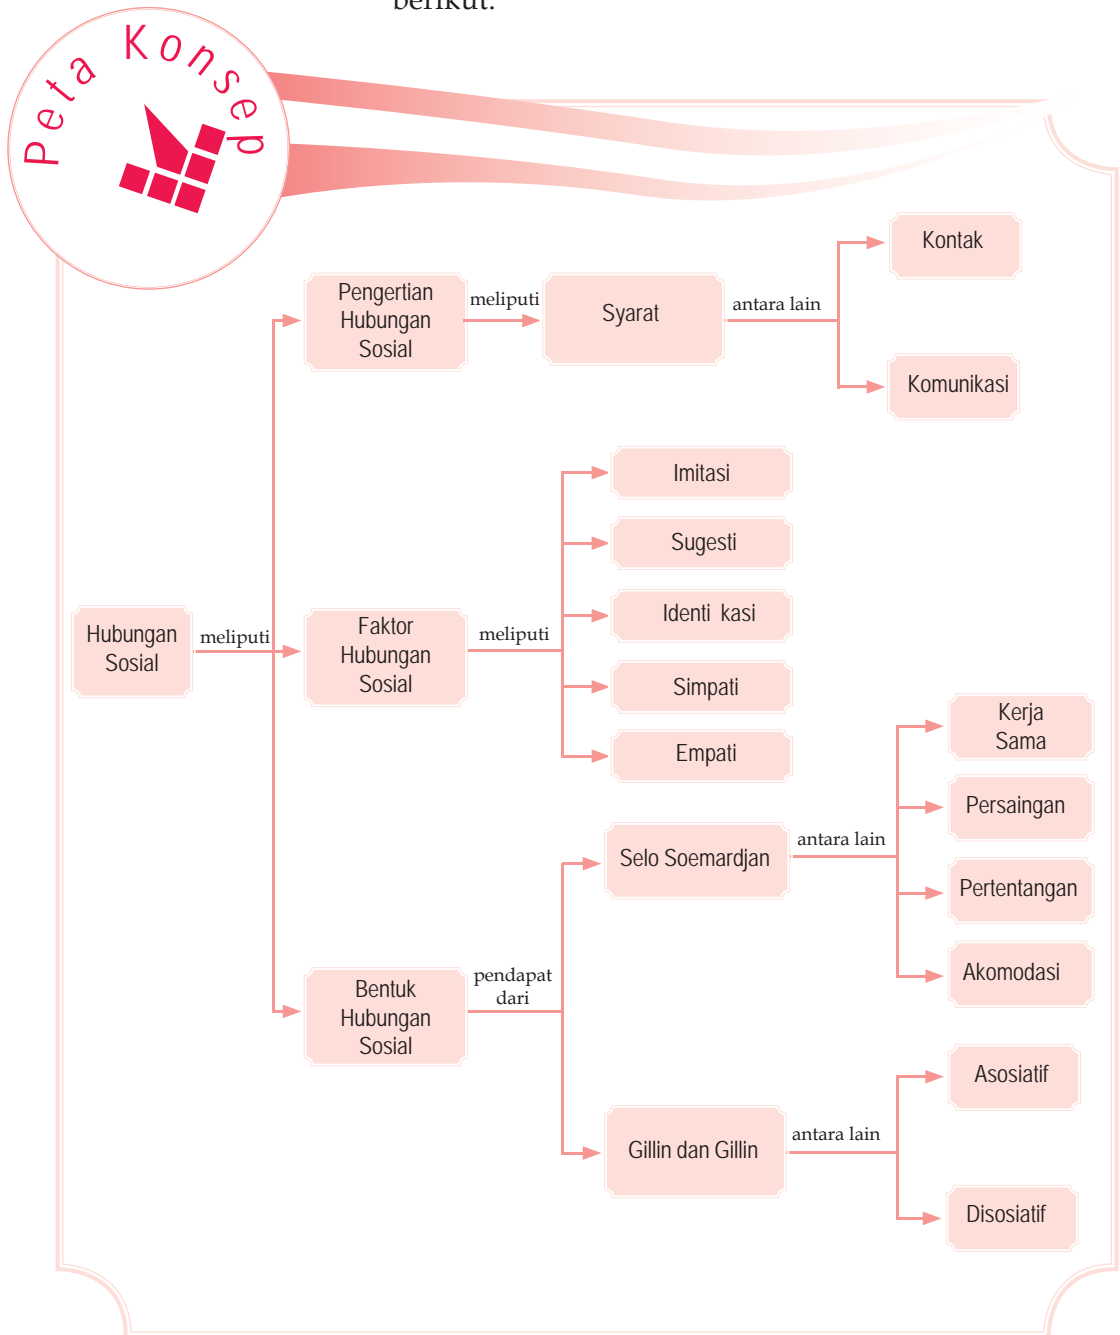 berikut.
Peta Konsep
Kontak
Pengertian
Hubungan
Sosial
meliputi
Syarat
antara lain
Komunikasi
Imitasi
Sugesti
Identi kasi
Simpati
Empati
Hubungan
Sosial
meliputi
Faktor
Hubungan
Sosial
meliputi
Kerja
Sama
Persaingan
Selo Soemardjan
antara lain
Pertentangan
Akomodasi
Bentuk
Hubungan
Sosial
pendapat
dari
Asosiatif
Gillin dan Gillin
antara lain
Disosiatif